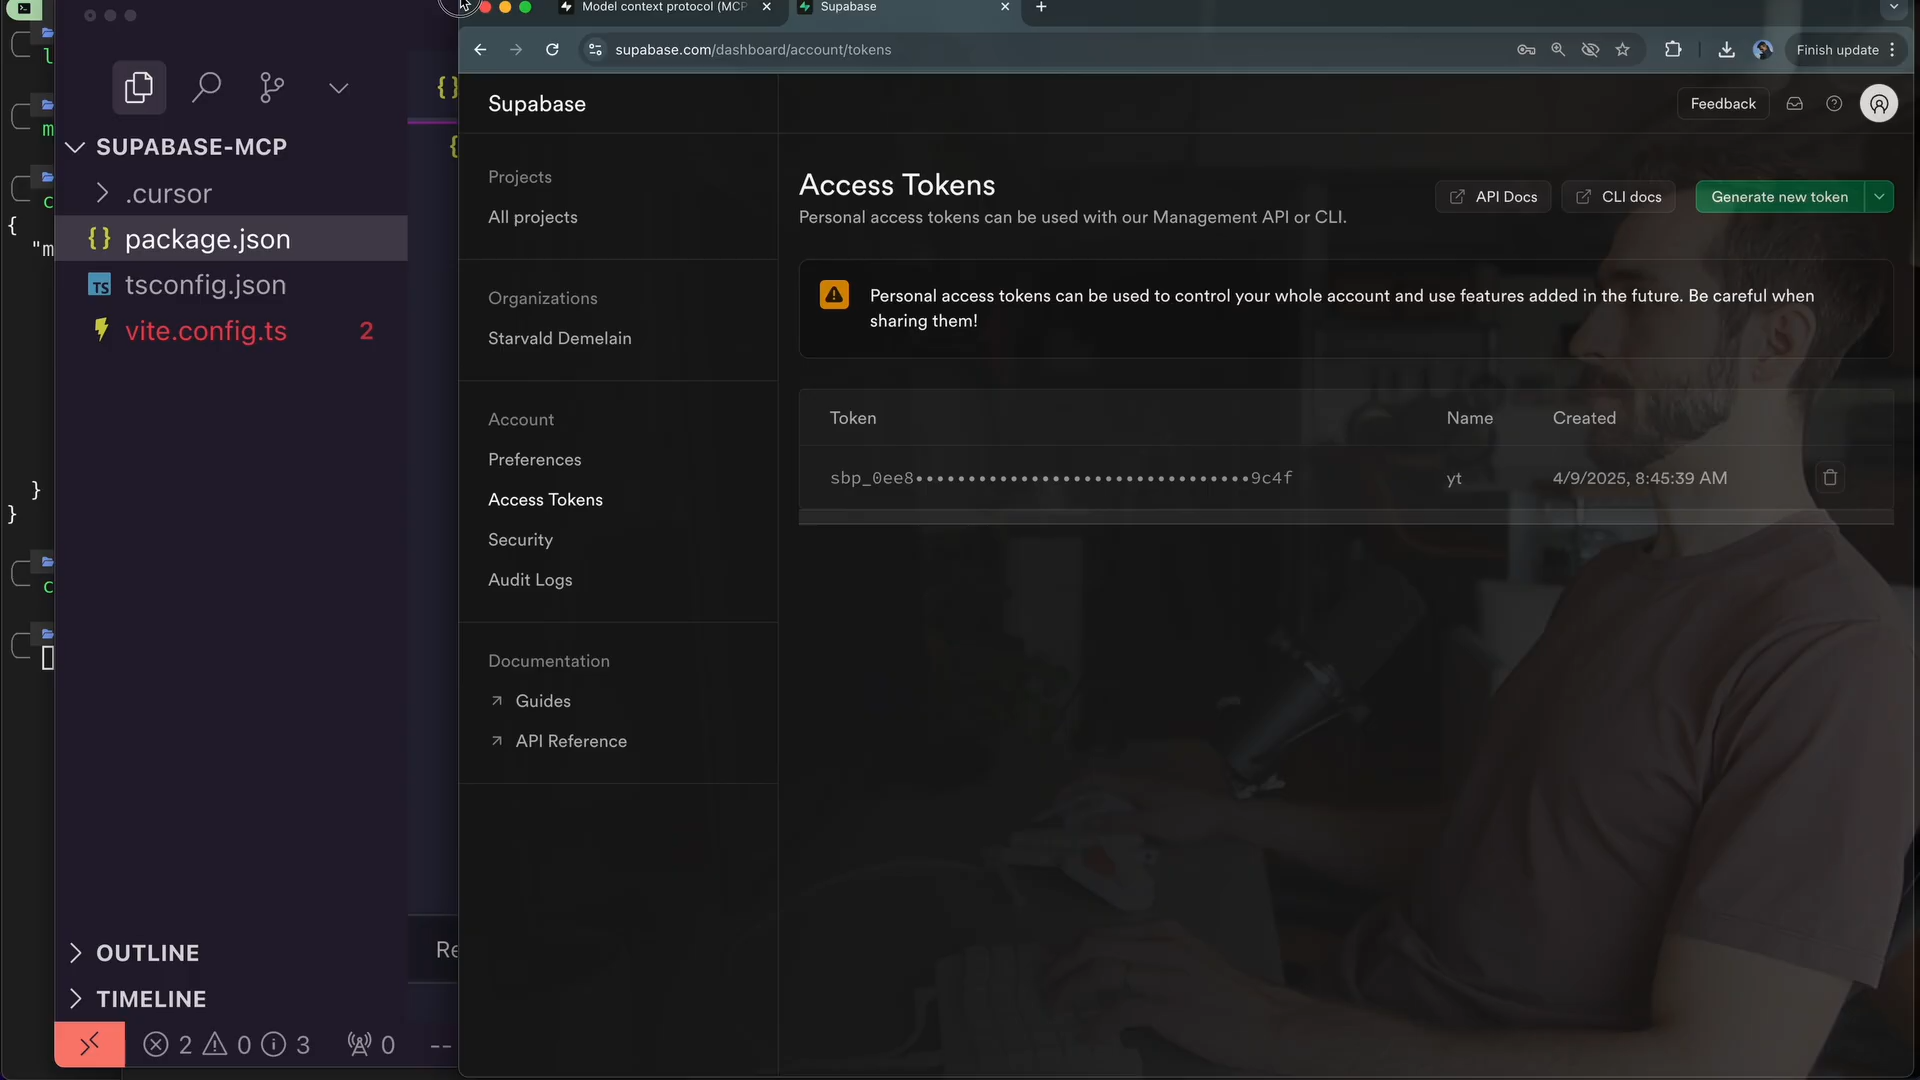 Model context protocol (MCP
Supabase
supabase.com/dashboard/account/tokens
Finish update
SUPABASE-MCP
.cursor
{} package.json
TS tsconfig.json
vite.config.ts 2
OUTLINE
TIMELINE
2 0 3 0 --
l
m
c
{
"m
}
}
c
{}
{
Re
Supabase
Feedback
Projects
All projects
Organizations
Starvald Demelain
Account
Preferences
Access Tokens
Security
Audit Logs
Documentation
Guides
API Reference
Access Tokens
Personal access tokens can be used with our Management API or CLI.
API Docs
CLI docs
Generate new token
Personal access tokens can be used to control your whole account and use features added in the future. Be careful when
sharing them!
Token Name Created
sbp_0ee8••••••••••••••••••••••••••••••••9c4f yt 4/9/2025, 8:45:39 AM